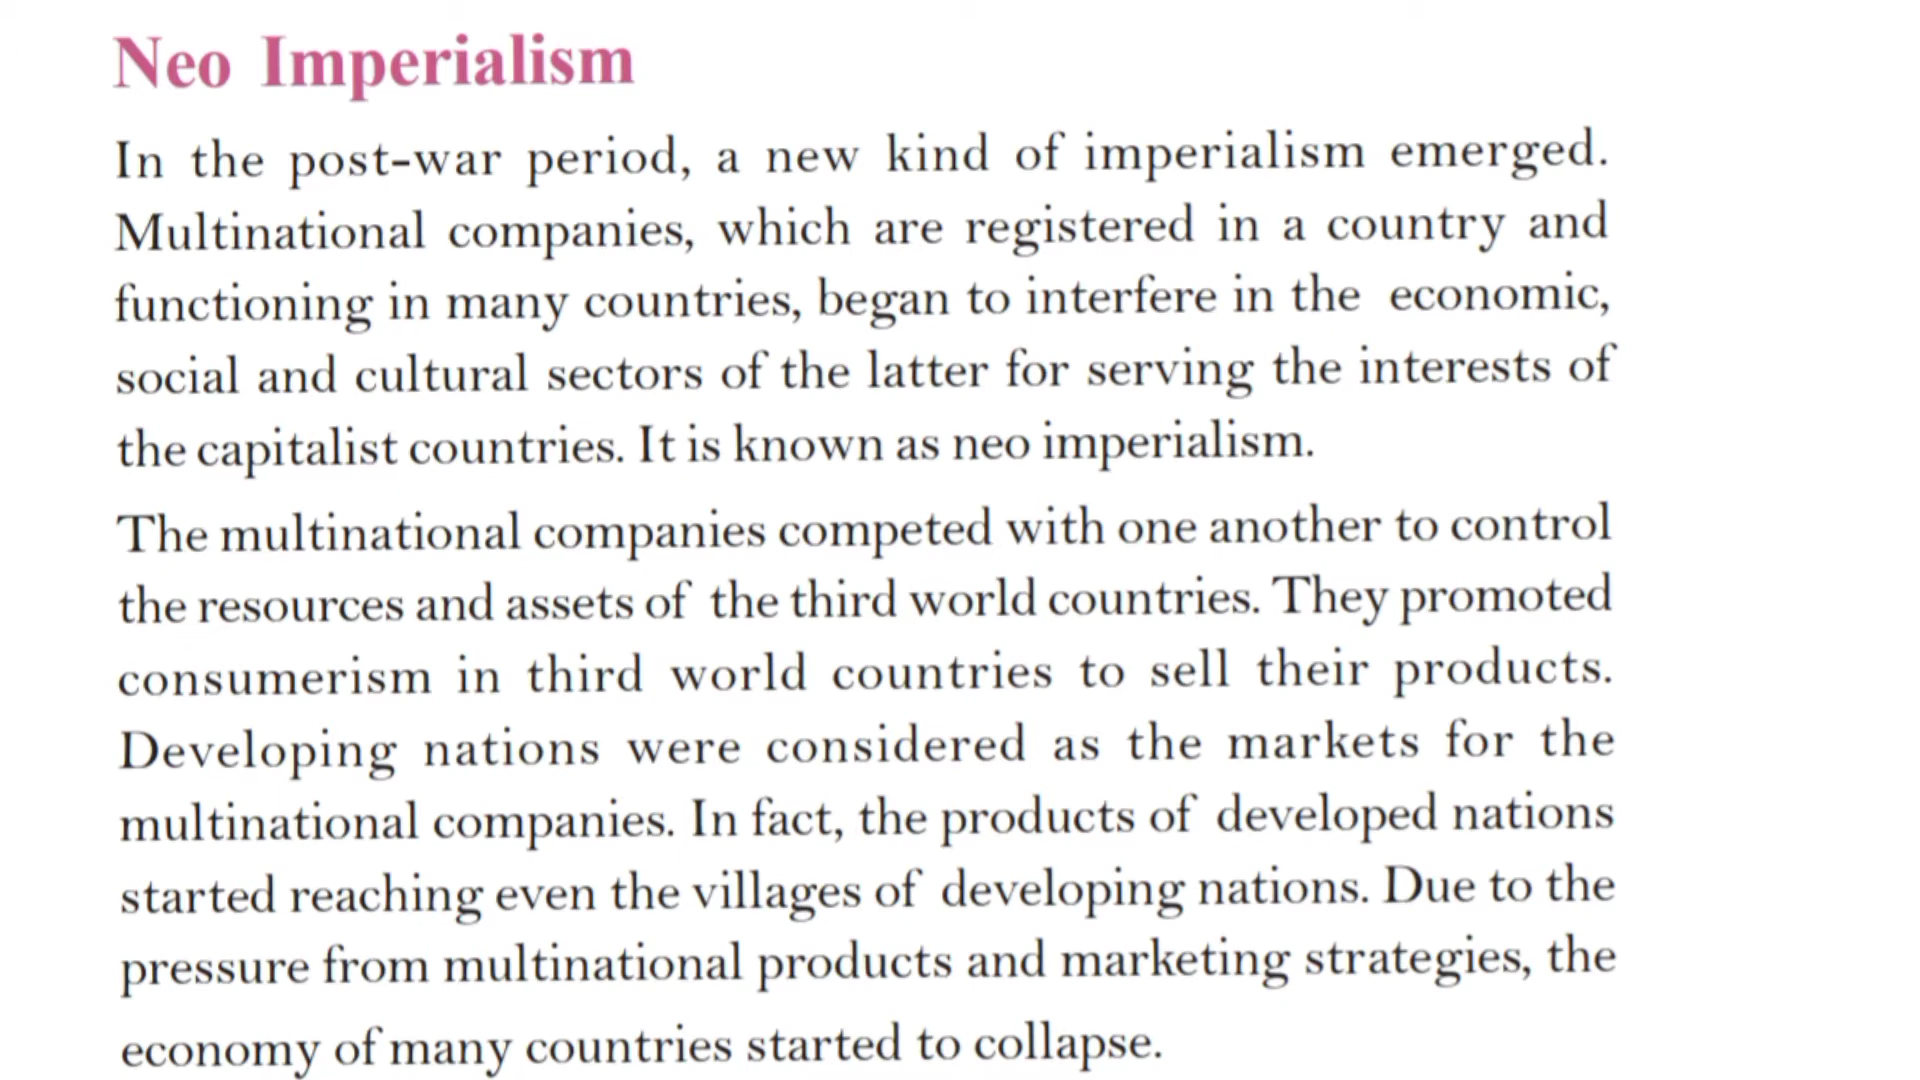 Neo Imperialism
In the post-war period, a new kind of imperialism emerged.
Multinational companies, which are registered in a country and
functioning in many countries, began to interfere in the economic,
social and cultural sectors of the latter for serving the interests of
the capitalist countries. It is known as neo imperialism.
The multinational companies competed with one another to control
the resources and assets of the third world countries. They promoted
consumerism in third world countries to sell their products.
Developing nations were considered as the markets for the
multinational companies. In fact, the products of developed nations
started reaching even the villages of developing nations. Due to the
pressure from multinational products and marketing strategies, the
economy of many countries started to collapse.